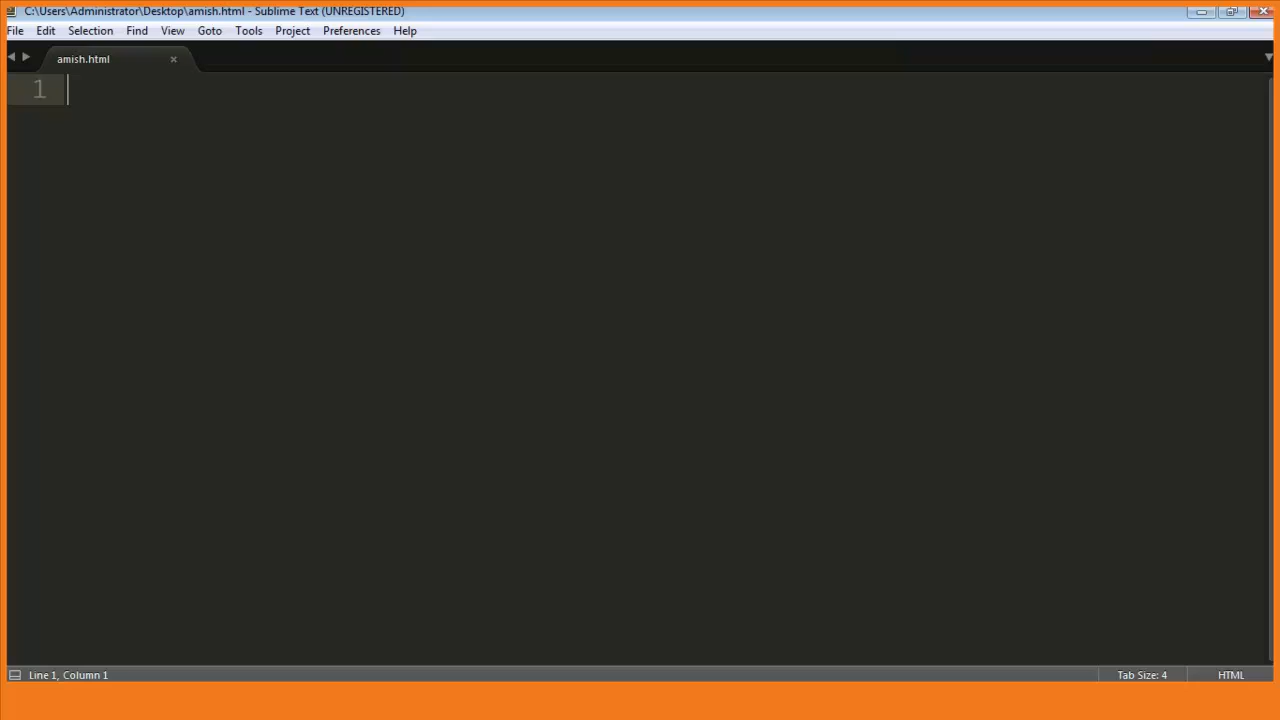 C:\Users\Administrator\Desktop\amish.html - Sublime Text (UNREGISTERED)
File Edit Selection Find View Goto Tools Project Preferences Help
amish.html
1
Line 1, Column 1 Tab Size: 4 HTML